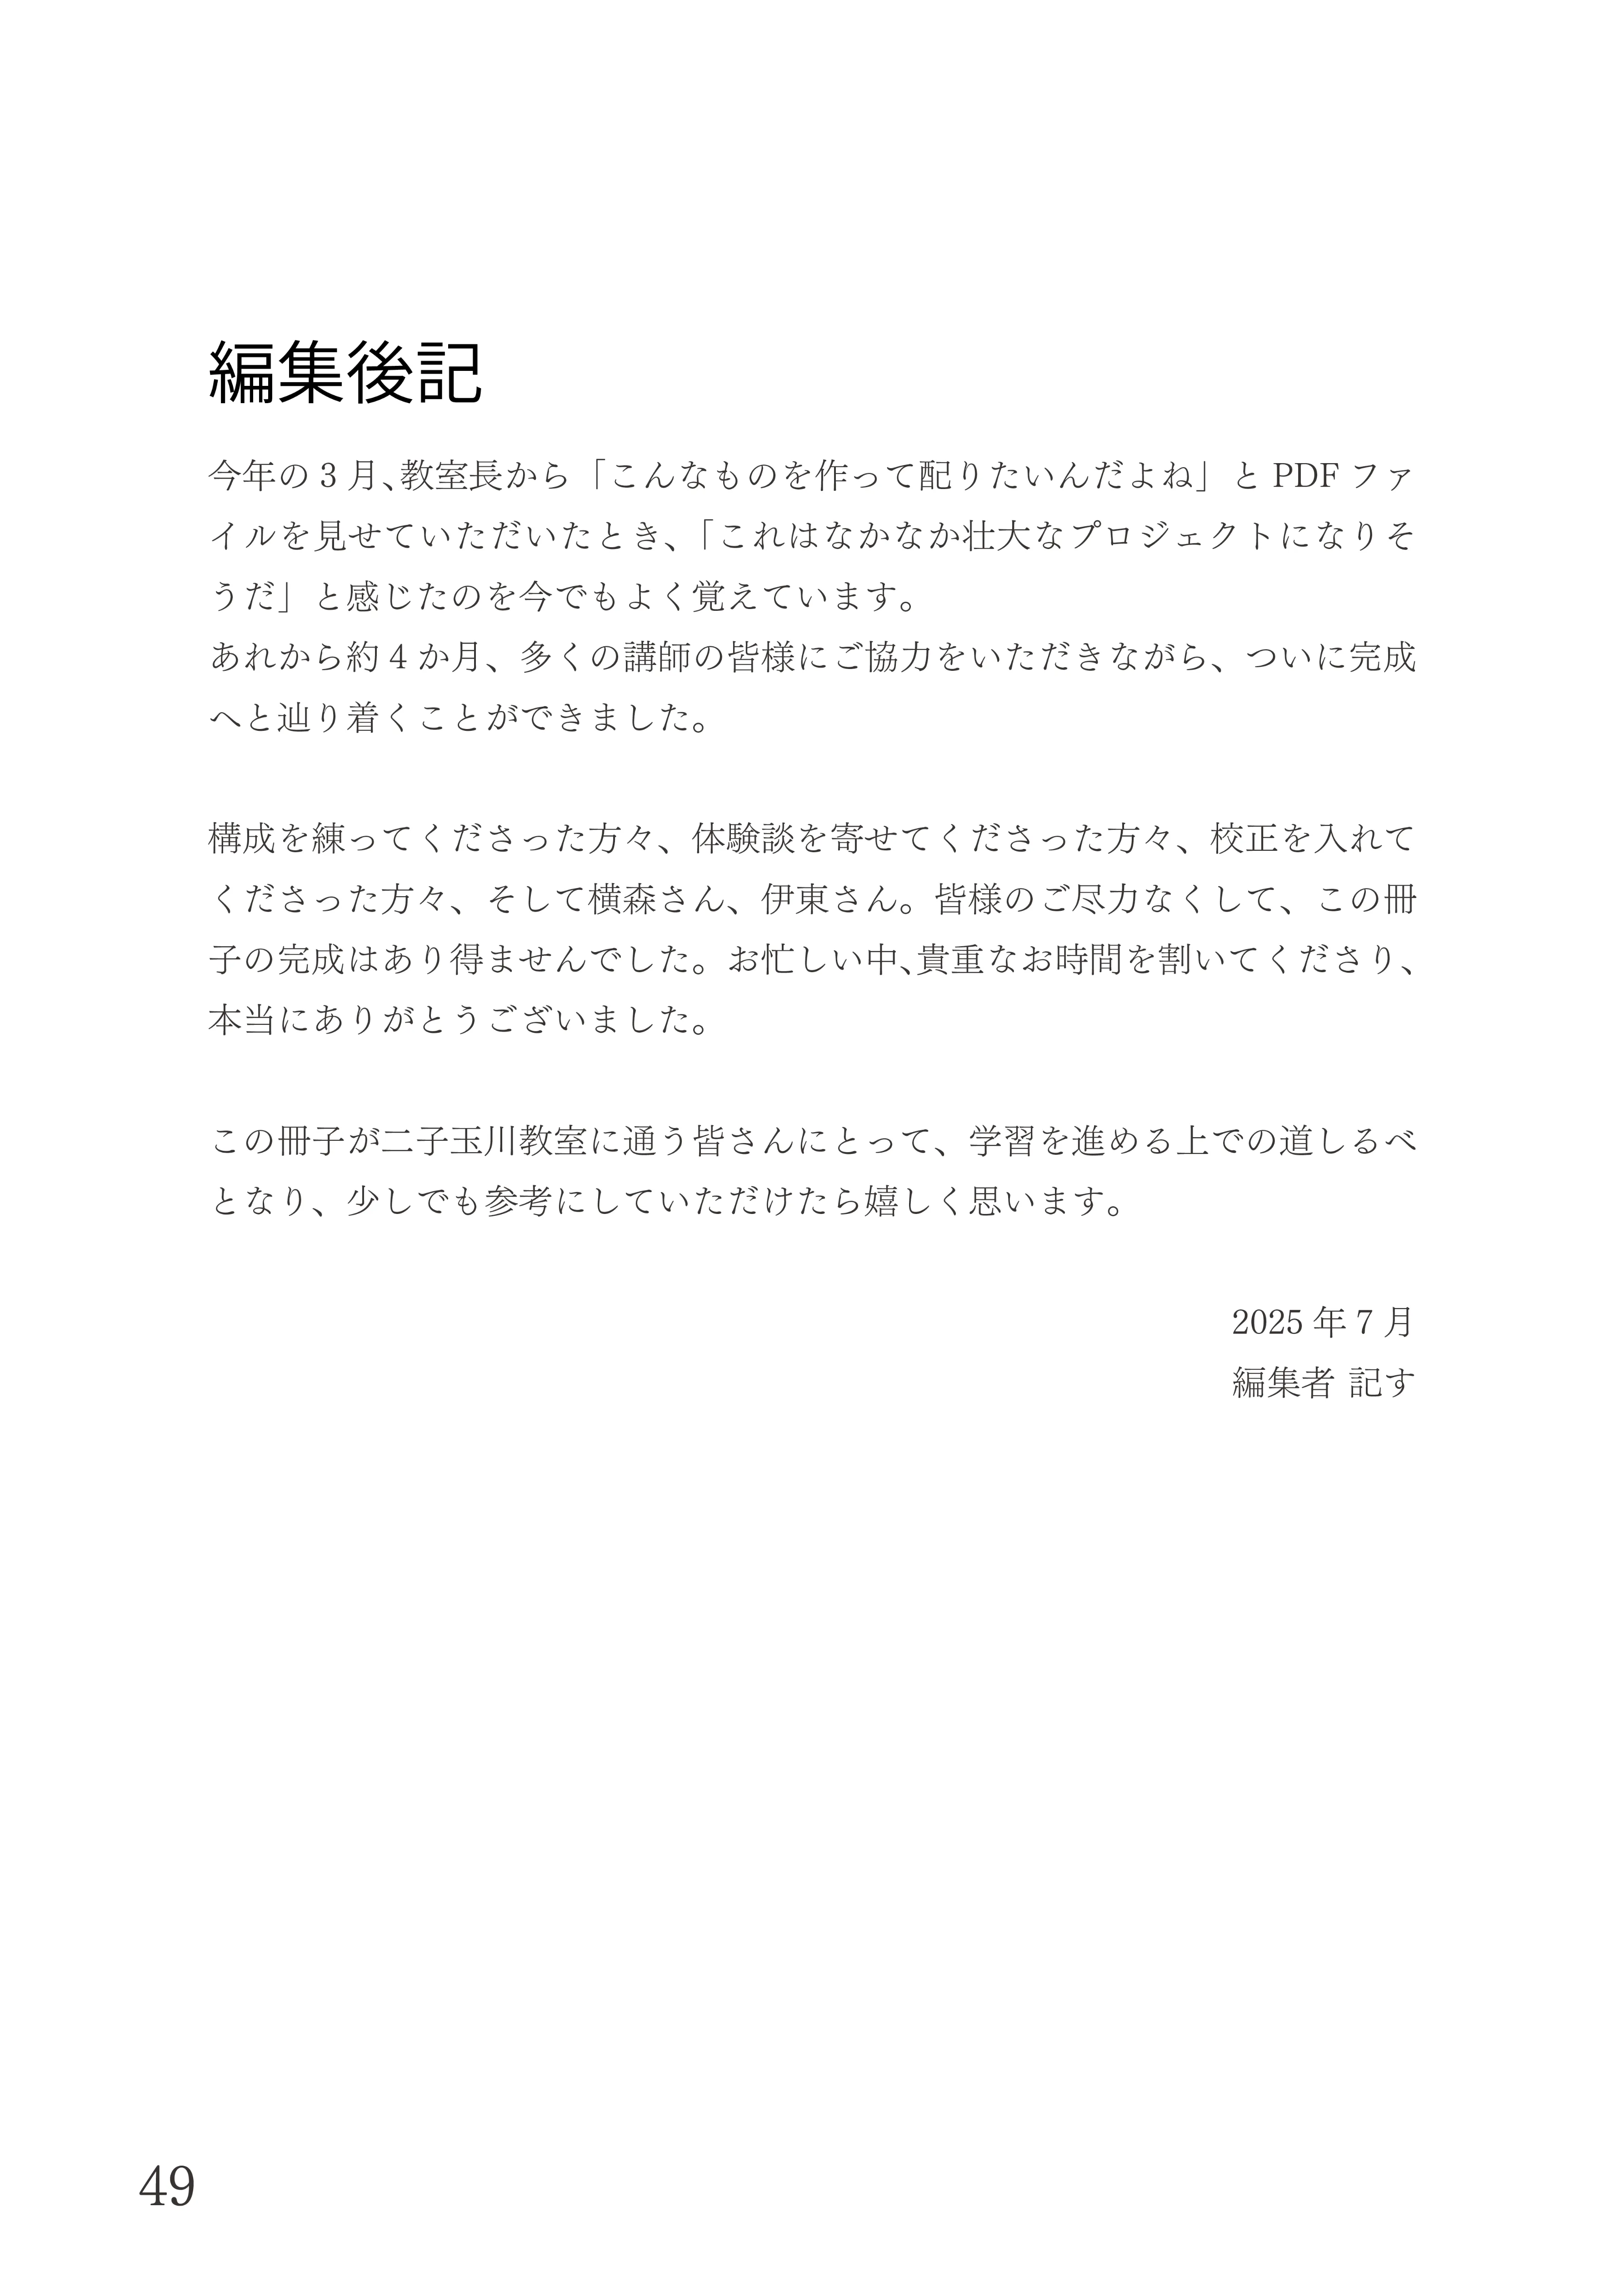 編集後記
今年の 3 月、教室長から「こんなものを作って配りたいんだよね」と PDF ファ
イルを見せていただいたとき、「これはなかなか壮大なプロジェクトになりそ
うだ」と感じたのを今でもよく覚えています。
あれから約 4 か月、多くの講師の皆様にご協力をいただきながら、ついに完成
へと辿り着くことができました。
構成を練ってくださった方々、体験談を寄せてくださった方々、校正を入れて
くださった方々、そして横森さん、伊東さん。皆様のご尽力なくして、この冊
子の完成はあり得ませんでした。お忙しい中、貴重なお時間を割いてくださり、
本当にありがとうございました。
この冊子が二子玉川教室に通う皆さんにとって、学習を進める上での道しるべ
となり、少しでも参考にしていただけたら嬉しく思います。
2025 年 7 月
編集者 記す
49